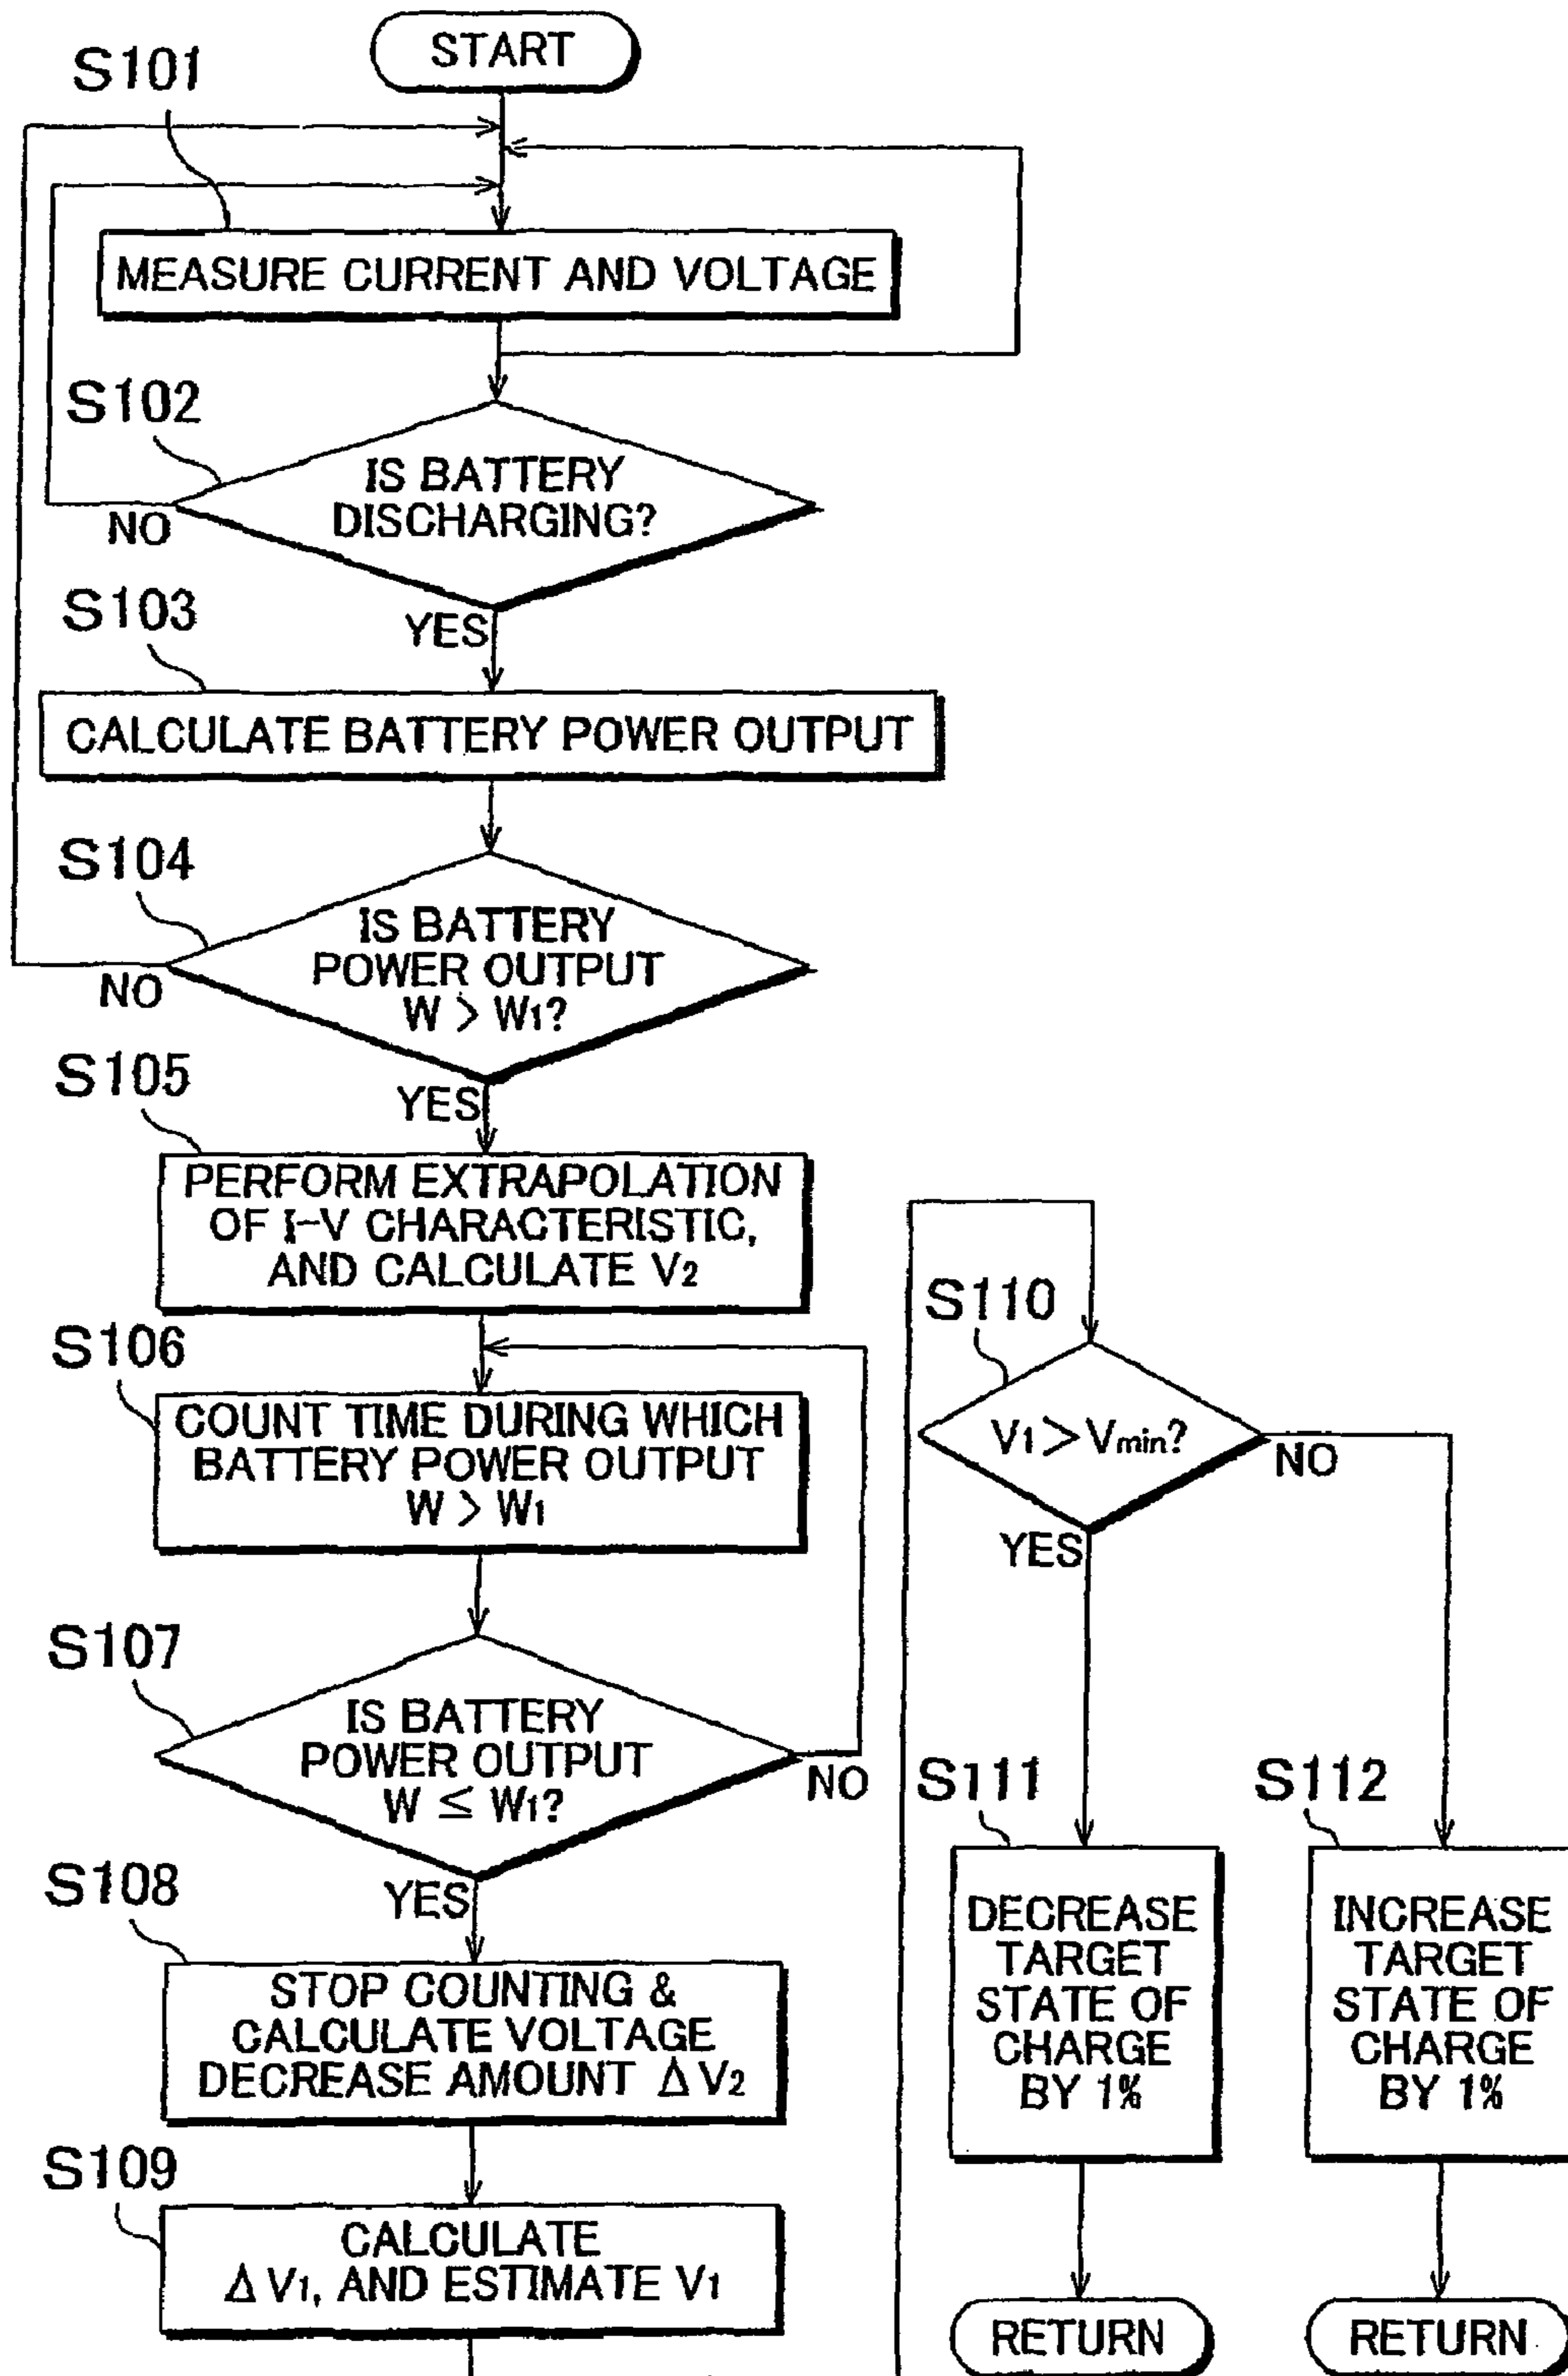 START
S101
MEASURE CURRENT AND VOLTAGE
S102
IS BATTERY
DISCHARGING?
NO
YES
S103
CALCULATE BATTERY POWER OUTPUT
S104
IS BATTERY
POWER OUTPUT
W > W1?
NO
YES
S105
PERFORM EXTRAPOLATION
OF I-V CHARACTERISTIC,
AND CALCULATE V2
S106
COUNT TIME DURING WHICH
BATTERY POWER OUTPUT
W > W1
S107
IS BATTERY
POWER OUTPUT
W ≤ W1?
NO
YES
S108
STOP COUNTING &
CALCULATE VOLTAGE
DECREASE AMOUNT Δ V2
S109
CALCULATE
Δ V1, AND ESTIMATE V1
S110
V1 > Vmin?
NO
YES
S111
DECREASE
TARGET
STATE OF
CHARGE
BY 1%
RETURN
S112
INCREASE
TARGET
STATE OF
CHARGE
BY 1%
RETURN